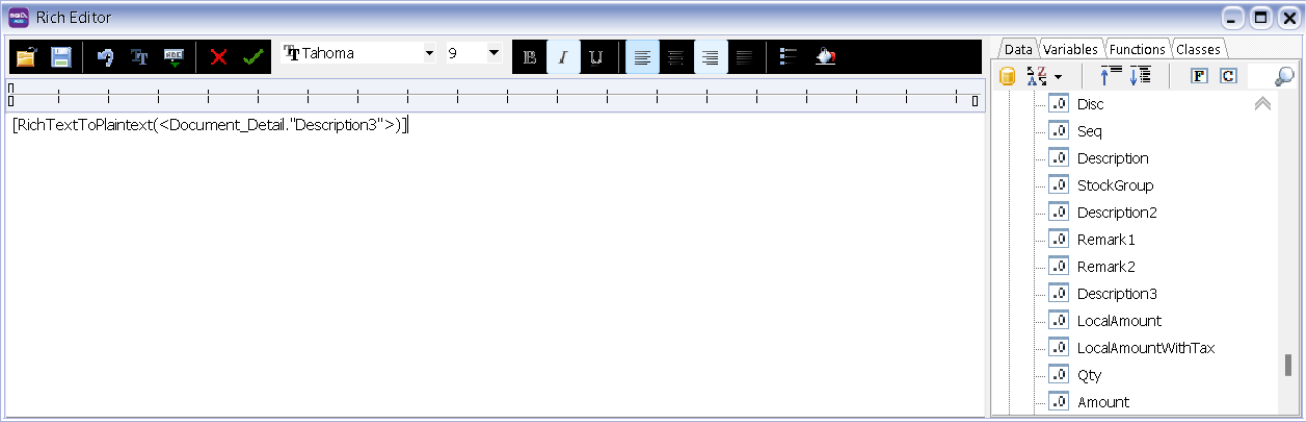 Rich Editor
Tahoma 9 B I U
Data Variables Functions Classes
F C
[RichTextToPlaintext(<Document_Detail."Description3">)]
Disc
Seq
Description
StockGroup
Description2
Remark1
Remark2
Description3
LocalAmount
LocalAmountWithTax
Qty
Amount